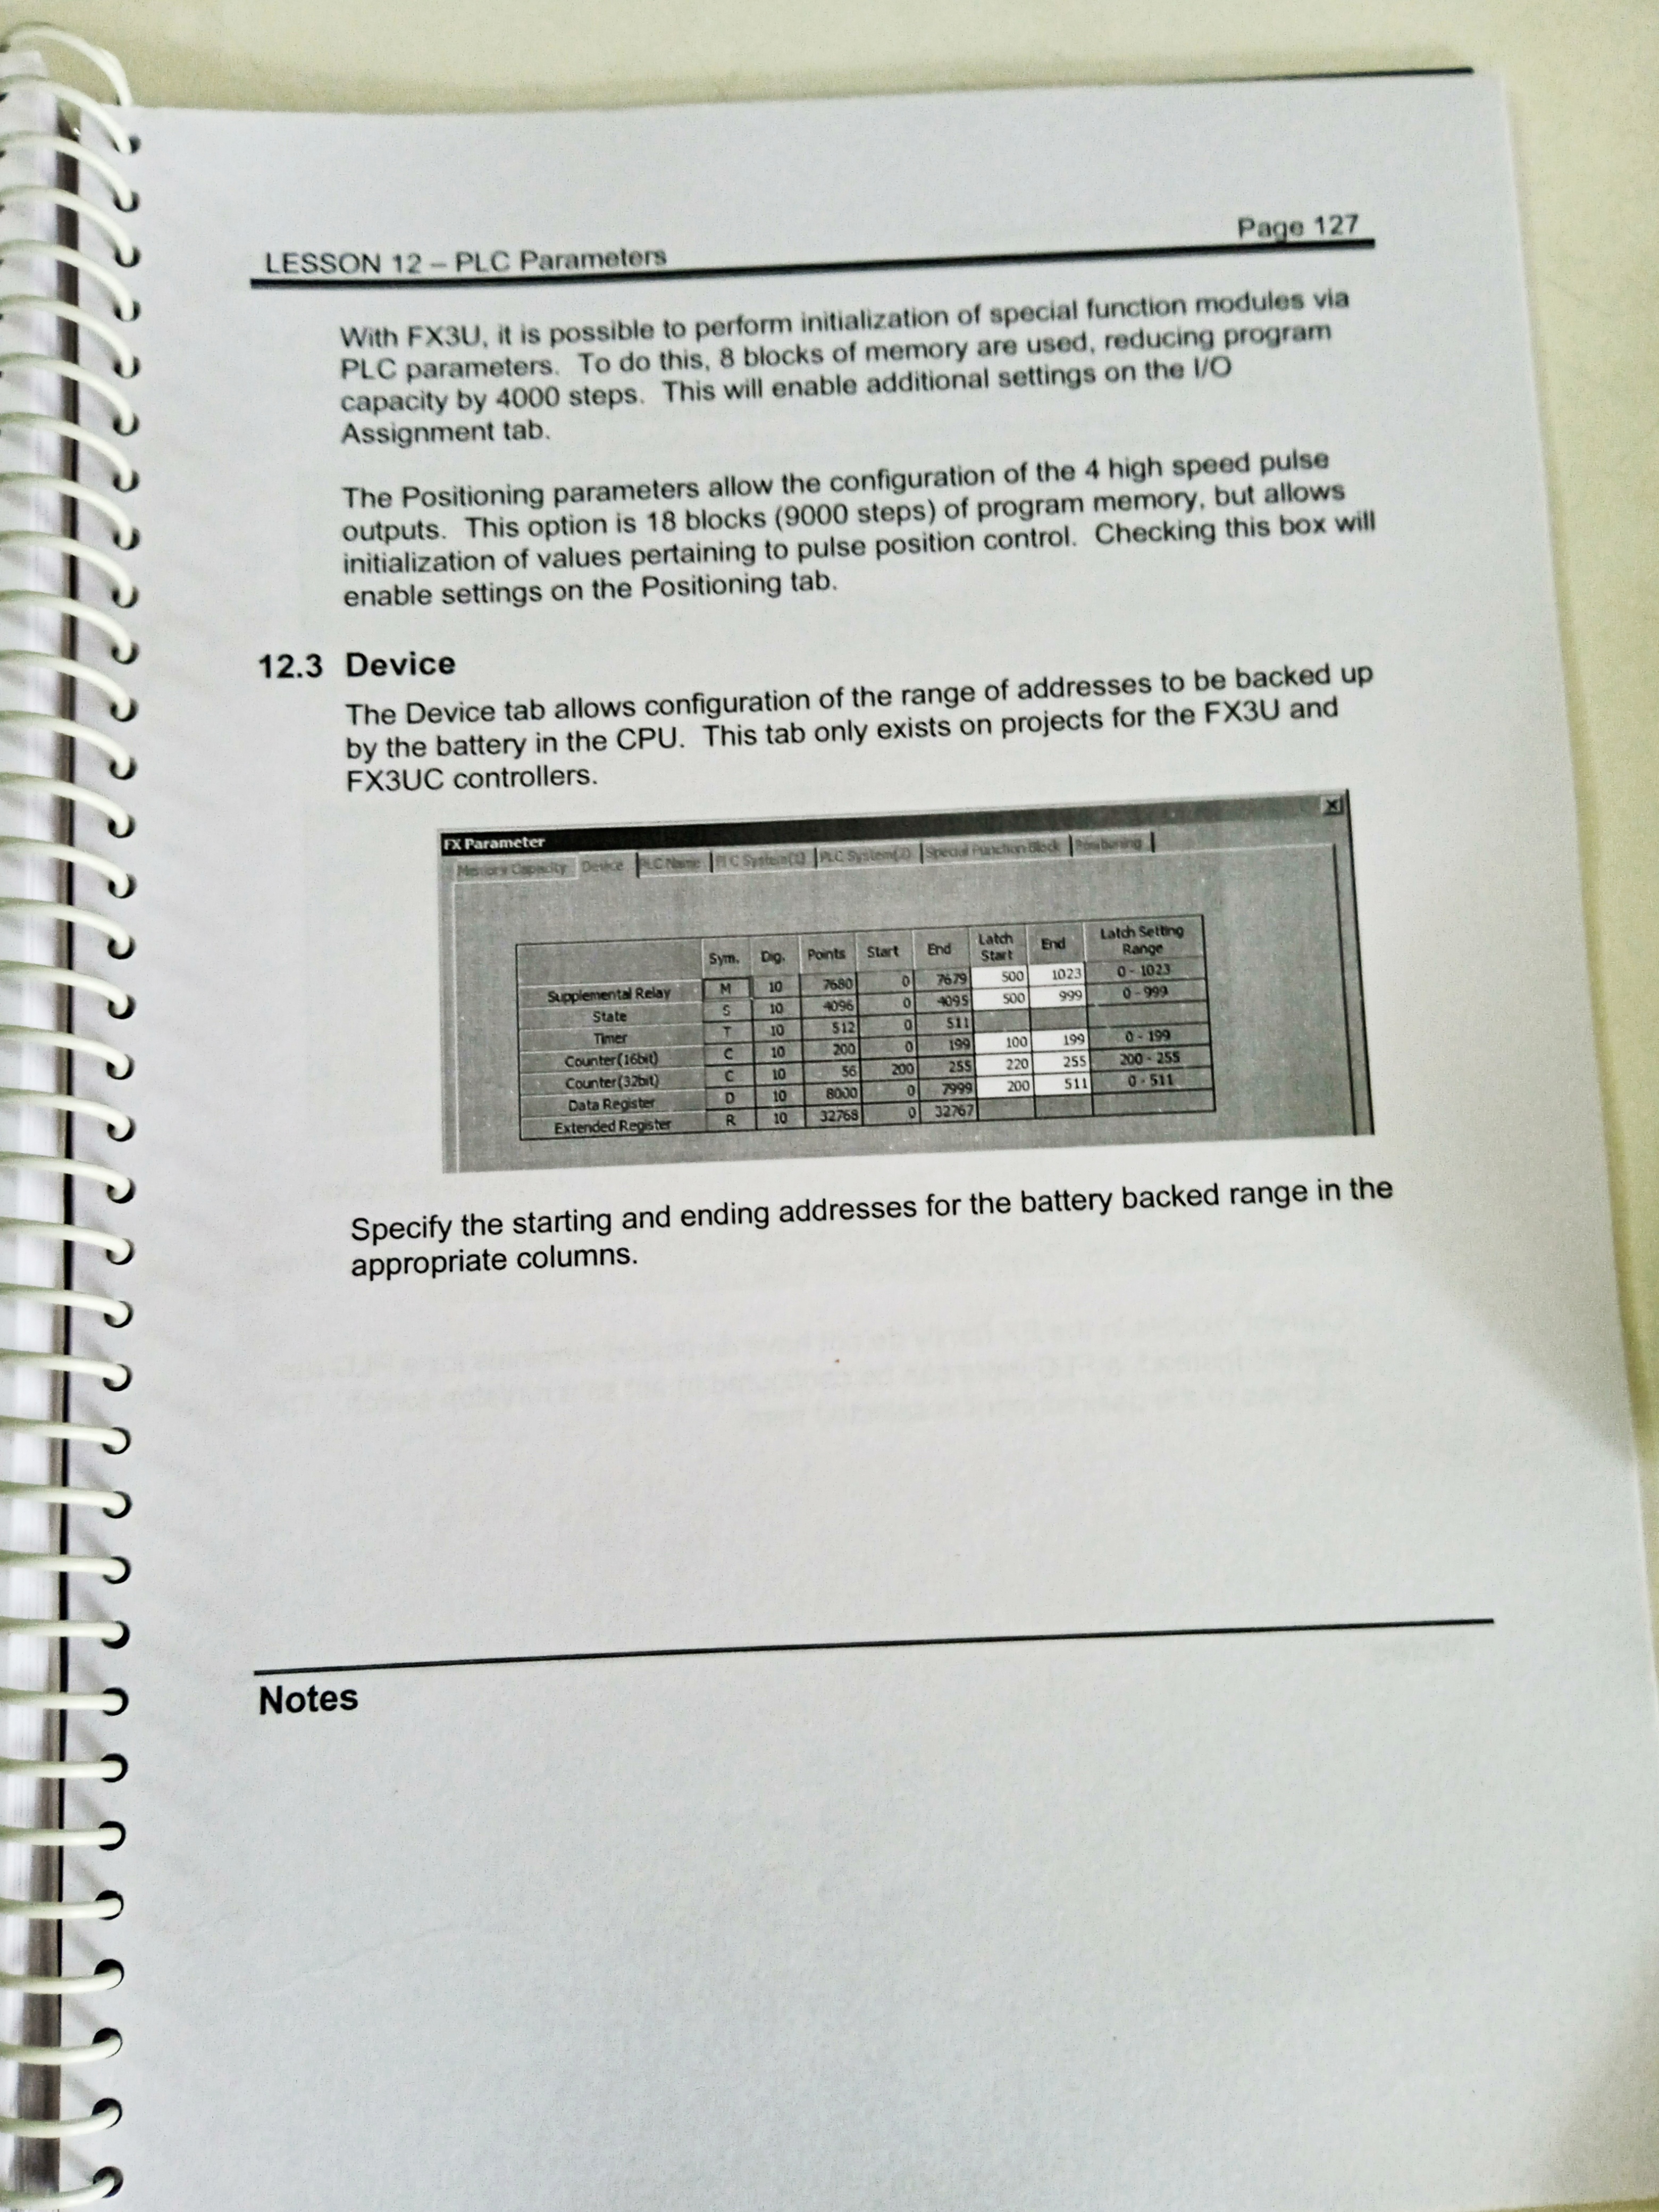 Page 127
LESSON 12 – PLC Parameters
With FX3U, it is possible to perform initialization of special function modules via
PLC parameters. To do this, 8 blocks of memory are used, reducing program
capacity by 4000 steps. This will enable additional settings on the I/O
Assignment tab.
The Positioning parameters allow the configuration of the 4 high speed pulse
outputs. This option is 18 blocks (9000 steps) of program memory, but allows
initialization of values pertaining to pulse position control. Checking this box will
enable settings on the Positioning tab.
12.3 Device
The Device tab allows configuration of the range of addresses to be backed up
by the battery in the CPU. This tab only exists on projects for the FX3U and
FX3UC controllers.
FX Parameter
Memory Capacity Device PLC Name PLC System(1) PLC System(2) Special Function Block Positioning
Sym. Dig. Points Start End Latch Start End Latch Setting Range
Supplemental Relay M 10 7680 0 7679 500 1023 0 - 1023
State S 10 4096 0 4095 500 999 0 - 999
Timer T 10 512 0 511
Counter(16bit) C 10 200 0 199 100 199 0 - 199
Counter(32bit) C 10 56 200 255 220 255 200 - 255
Data Register D 10 8000 0 7999 200 511 0 - 511
Extended Register R 10 32768 0 32767
Specify the starting and ending addresses for the battery backed range in the
appropriate columns.
Notes